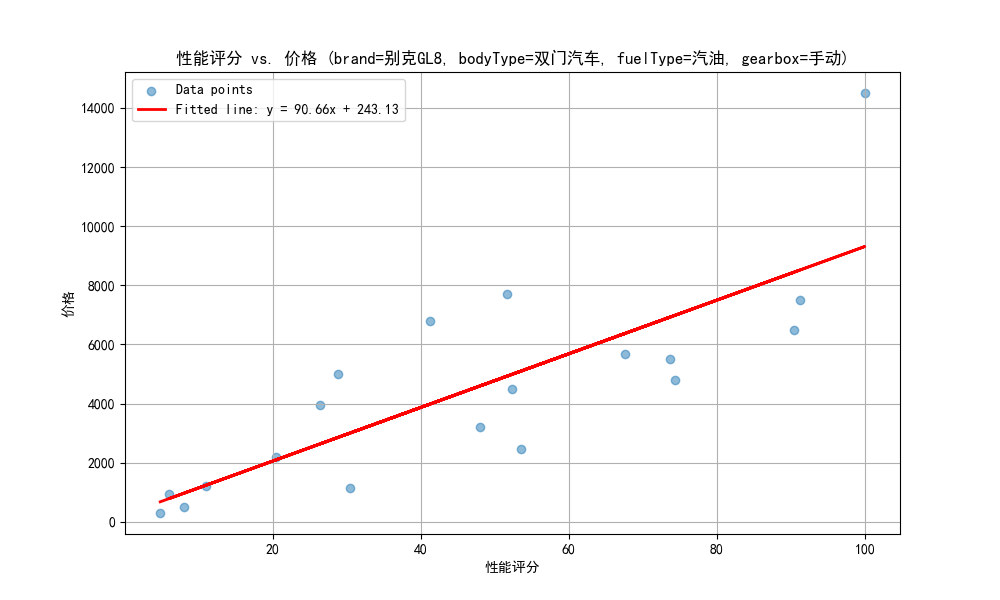 性能评分 vs. 价格 (brand=别克GL8, bodyType=双门汽车, fuelType=汽油, gearbox=手动)
Data points
Fitted line: y = 90.66x + 243.13
价格
14000
12000
10000
8000
6000
4000
2000
0
20
40
60
80
100
性能评分